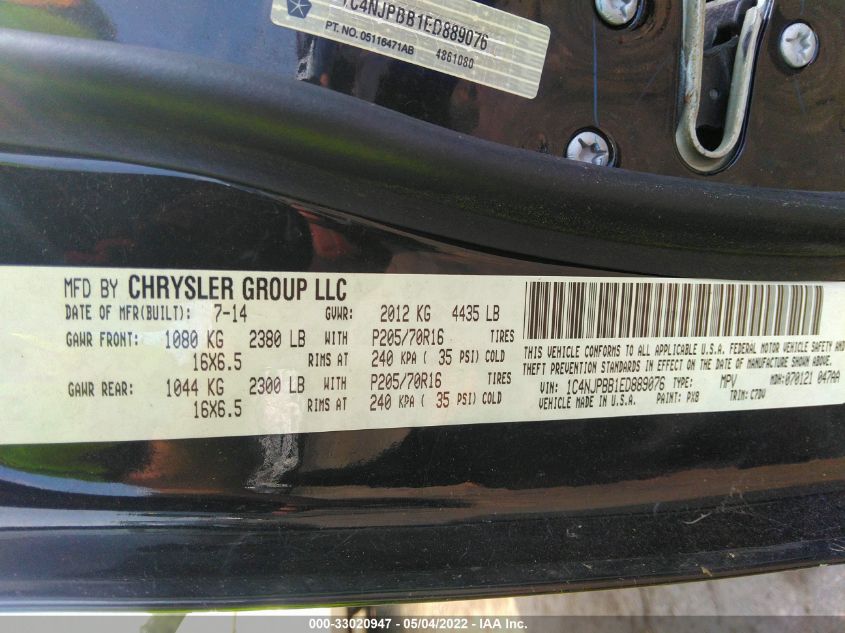 1C4NJPBB1ED889076
PT. NO. 05116471AB 4861080
MFD BY CHRYSLER GROUP LLC
DATE OF MFR(BUILT): 7-14 GVWR: 2012 KG 4435 LB
GAWR FRONT: 1080 KG 2380 LB WITH P205/70R16 TIRES
16X6.5 RIMS AT 240 KPA ( 35 PSI) COLD
GAWR REAR: 1044 KG 2300 LB WITH P205/70R16 TIRES
16X6.5 RIMS AT 240 KPA ( 35 PSI) COLD
THIS VEHICLE CONFORMS TO ALL APPLICABLE U.S.A. FEDERAL MOTOR VEHICLE SAFETY AND
THEFT PREVENTION STANDARDS IN EFFECT ON THE DATE OF MANUFACTURE SHOWN ABOVE.
VIN: 1C4NJPBB1ED889076 TYPE: MPV MDH: 070121 047AA
VEHICLE MADE IN U.S.A. PAINT: PXB TRIM: C7DV
000-33020947 - 05/04/2022 - IAA Inc.